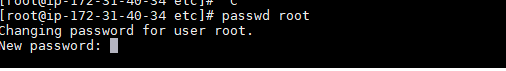 [root@ip-172-31-40-34 etc]# ^C
[root@ip-172-31-40-34 etc]# passwd root
Changing password for user root.
New password: